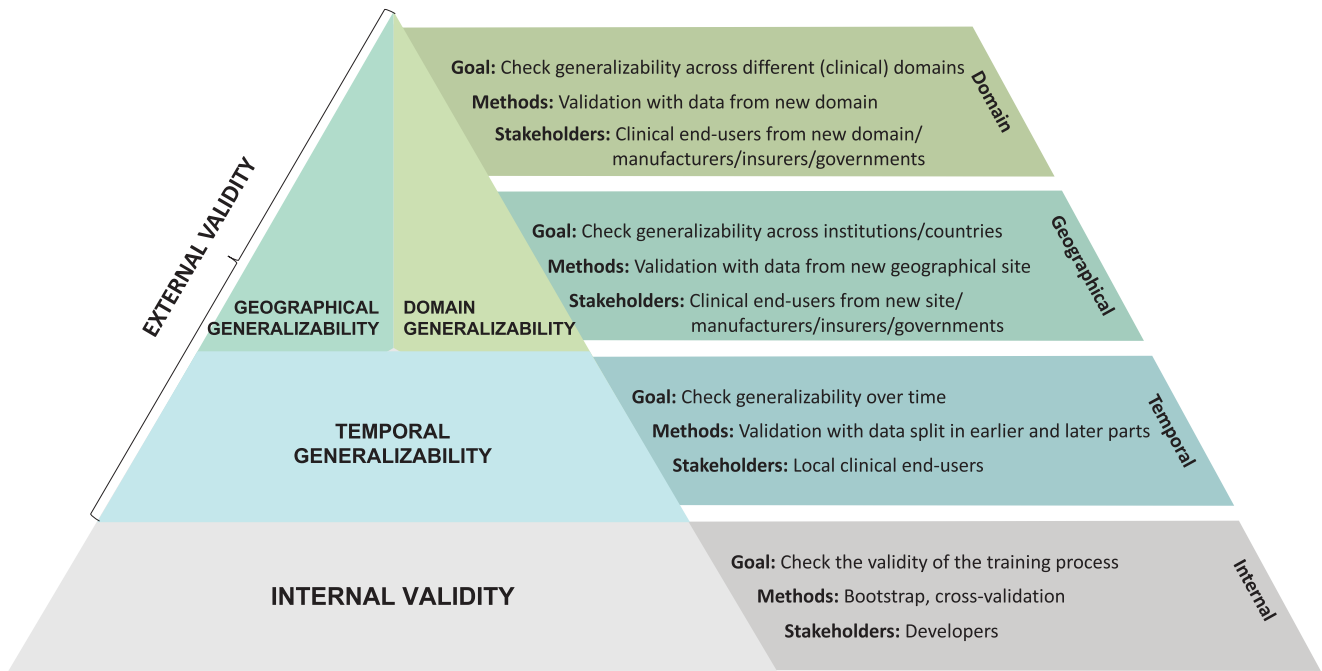 EXTERNAL VALIDITY
GEOGRAPHICAL
GENERALIZABILITY
DOMAIN
GENERALIZABILITY
TEMPORAL
GENERALIZABILITY
INTERNAL VALIDITY
Goal: Check generalizability across different (clinical) domains
Methods: Validation with data from new domain
Stakeholders: Clinical end-users from new domain/
manufacturers/insurers/governments
Domain
Goal: Check generalizability across institutions/countries
Methods: Validation with data from new geographical site
Stakeholders: Clinical end-users from new site/
manufacturers/insurers/governments
Geographical
Goal: Check generalizability over time
Methods: Validation with data split in earlier and later parts
Stakeholders: Local clinical end-users
Temporal
Goal: Check the validity of the training process
Methods: Bootstrap, cross-validation
Stakeholders: Developers
Internal